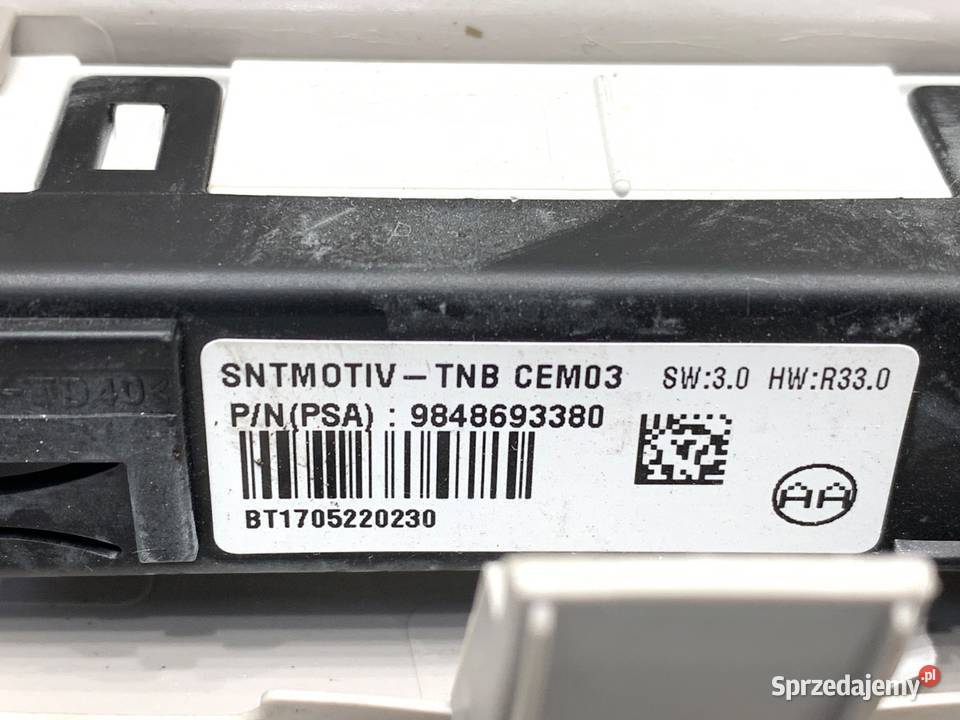 SNTMOTIV-TNB CEM03 SW:3.0 HW:R33.0
P/N(PSA) : 9848693380
BT1705220230
AA
Sprzedajemy.pl